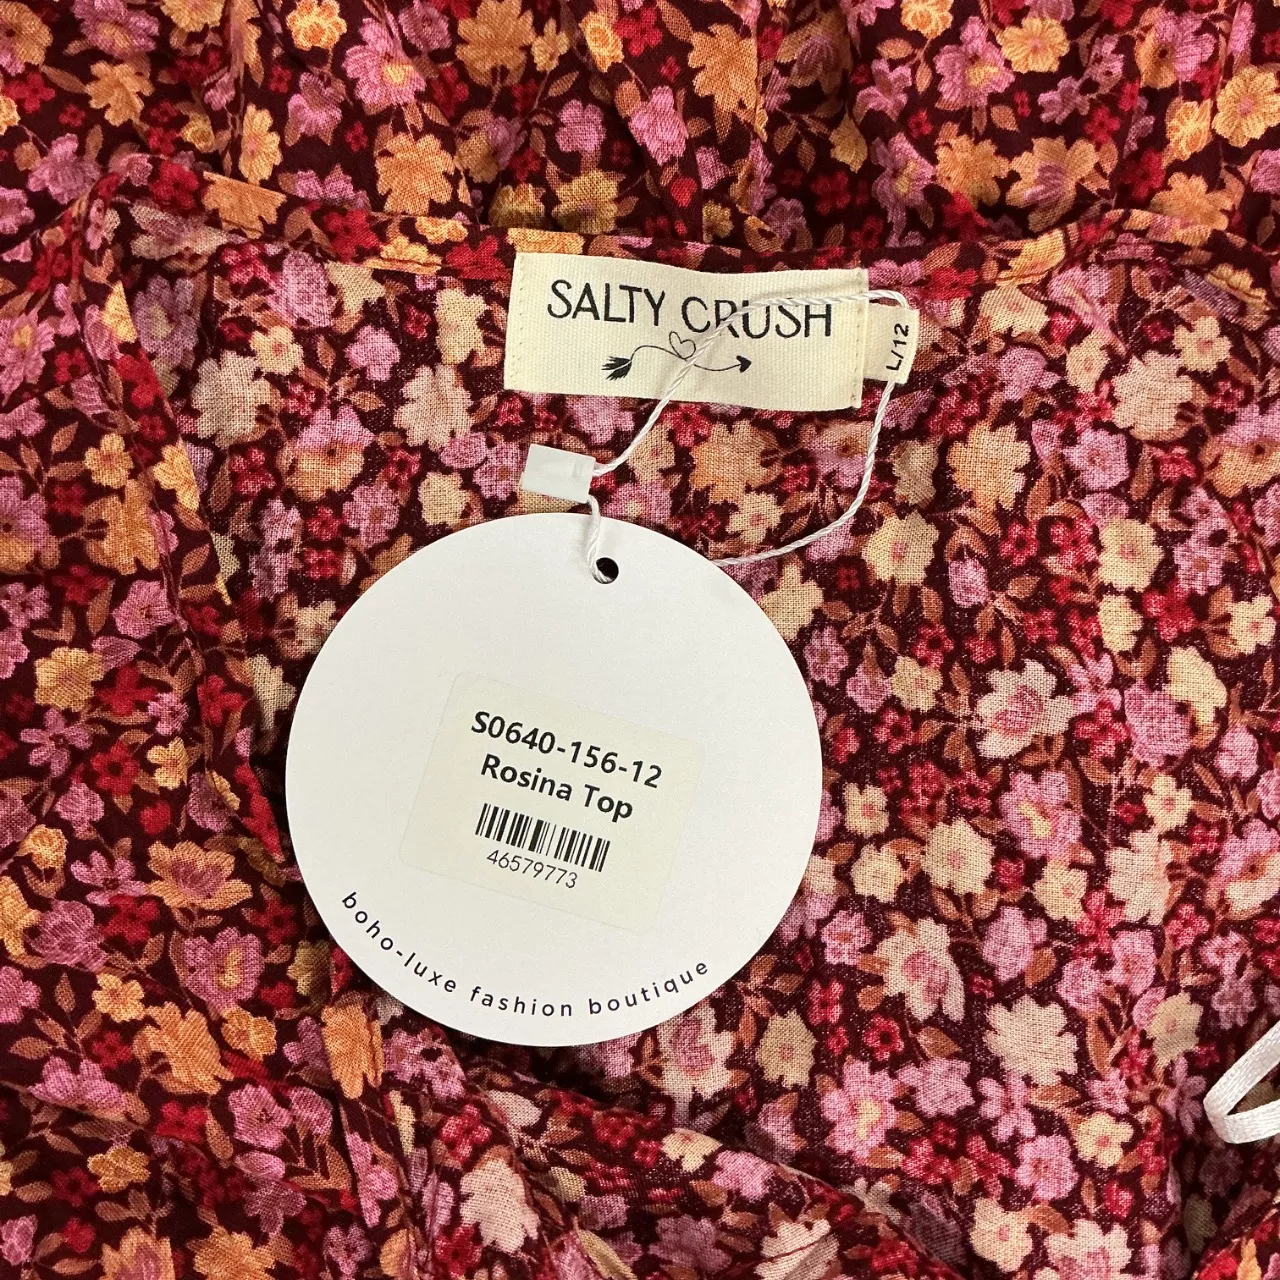 SALTY CRUSH
L/12
S0640-156-12
Rosina Top
46579773
boho-luxe fashion boutique